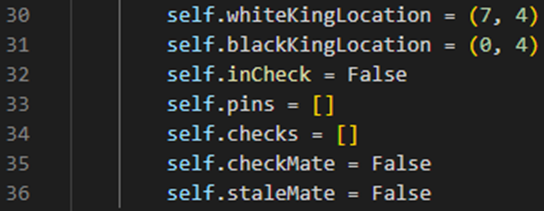 30 self.whiteKingLocation = (7, 4)
31 self.blackKingLocation = (0, 4)
32 self.inCheck = False
33 self.pins = []
34 self.checks = []
35 self.checkMate = False
36 self.staleMate = False